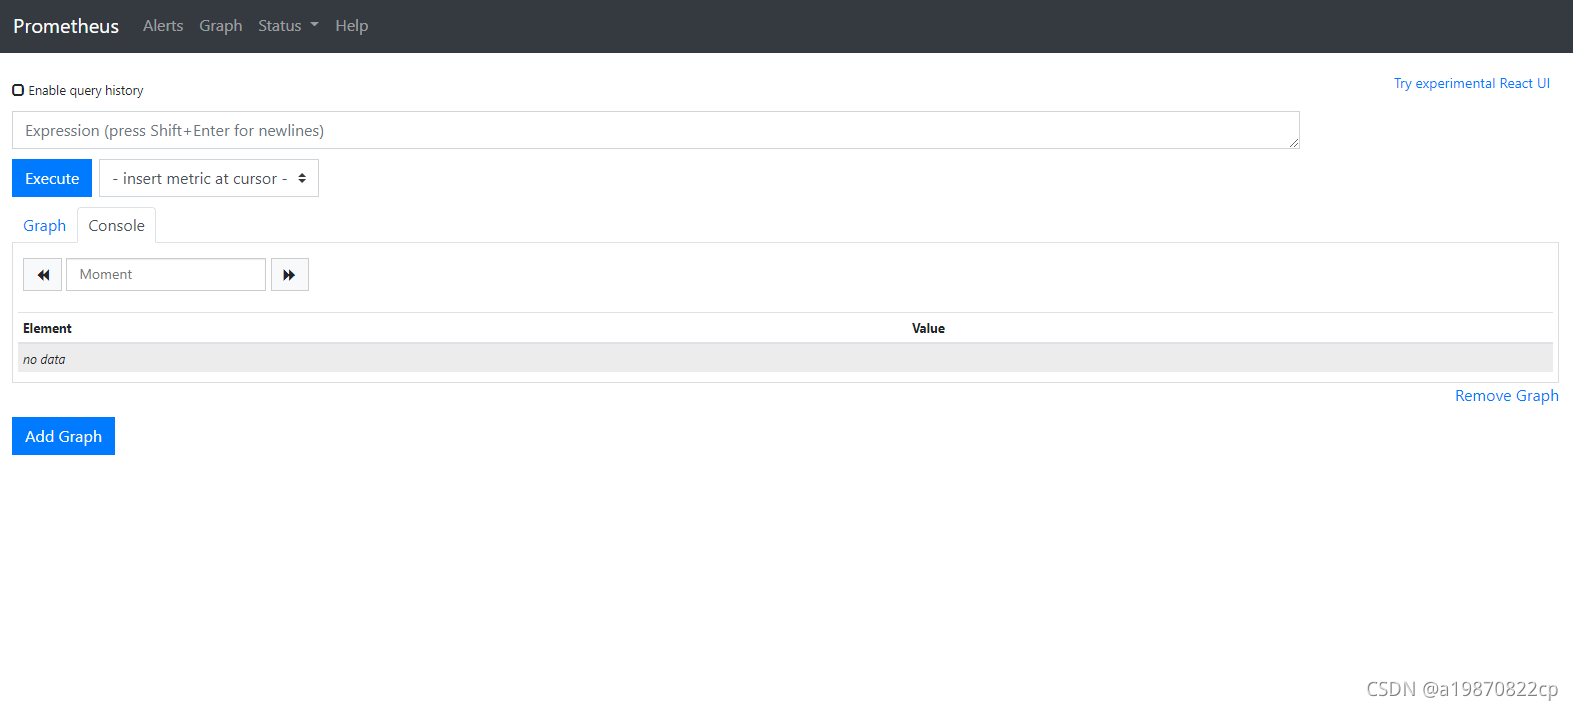 Prometheus Alerts Graph Status Help
Try experimental React UI
Enable query history
Expression (press Shift+Enter for newlines)
Execute - insert metric at cursor -
Graph Console
Moment
Element Value
no data
Remove Graph
Add Graph
CSDN @a19870822cp